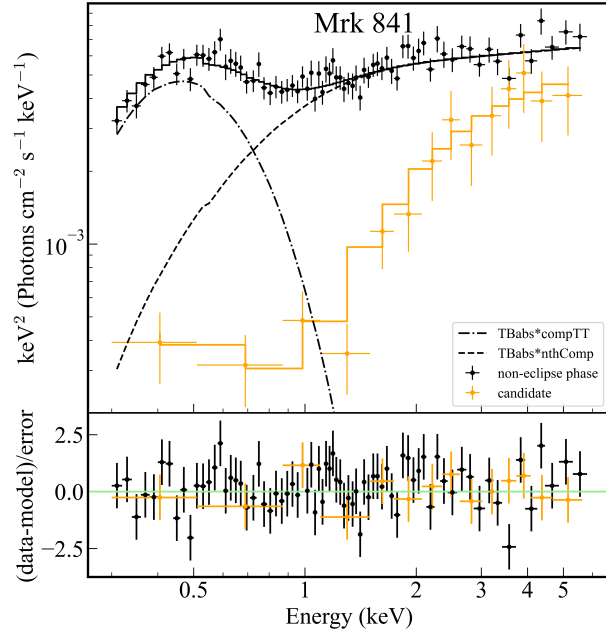 Mrk 841
keV² (Photons cm⁻² s⁻¹ keV⁻¹)
10⁻³
TBabs*compTT
TBabs*nthComp
non-eclipse phase
candidate
(data-model)/error
2.5
0.0
−2.5
0.5 1 2 3 4 5
Energy (keV)